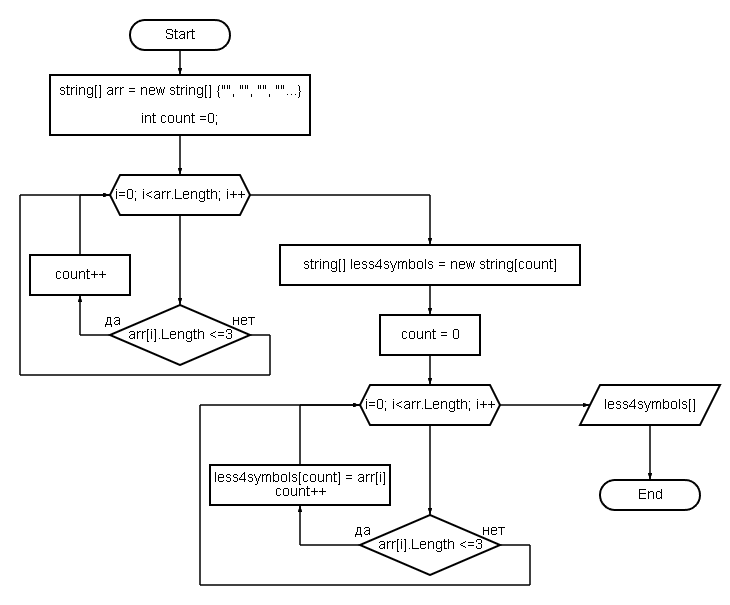 Start
string[] arr = new string[] {"", "", "", ""...}
int count =0;
i=0; i<arr.Length; i++
count++
да
arr[i].Length <=3
нет
string[] less4symbols = new string[count]
count = 0
i=0; i<arr.Length; i++
less4symbols[]
less4symbols[count] = arr[i]
count++
End
да
arr[i].Length <=3
нет